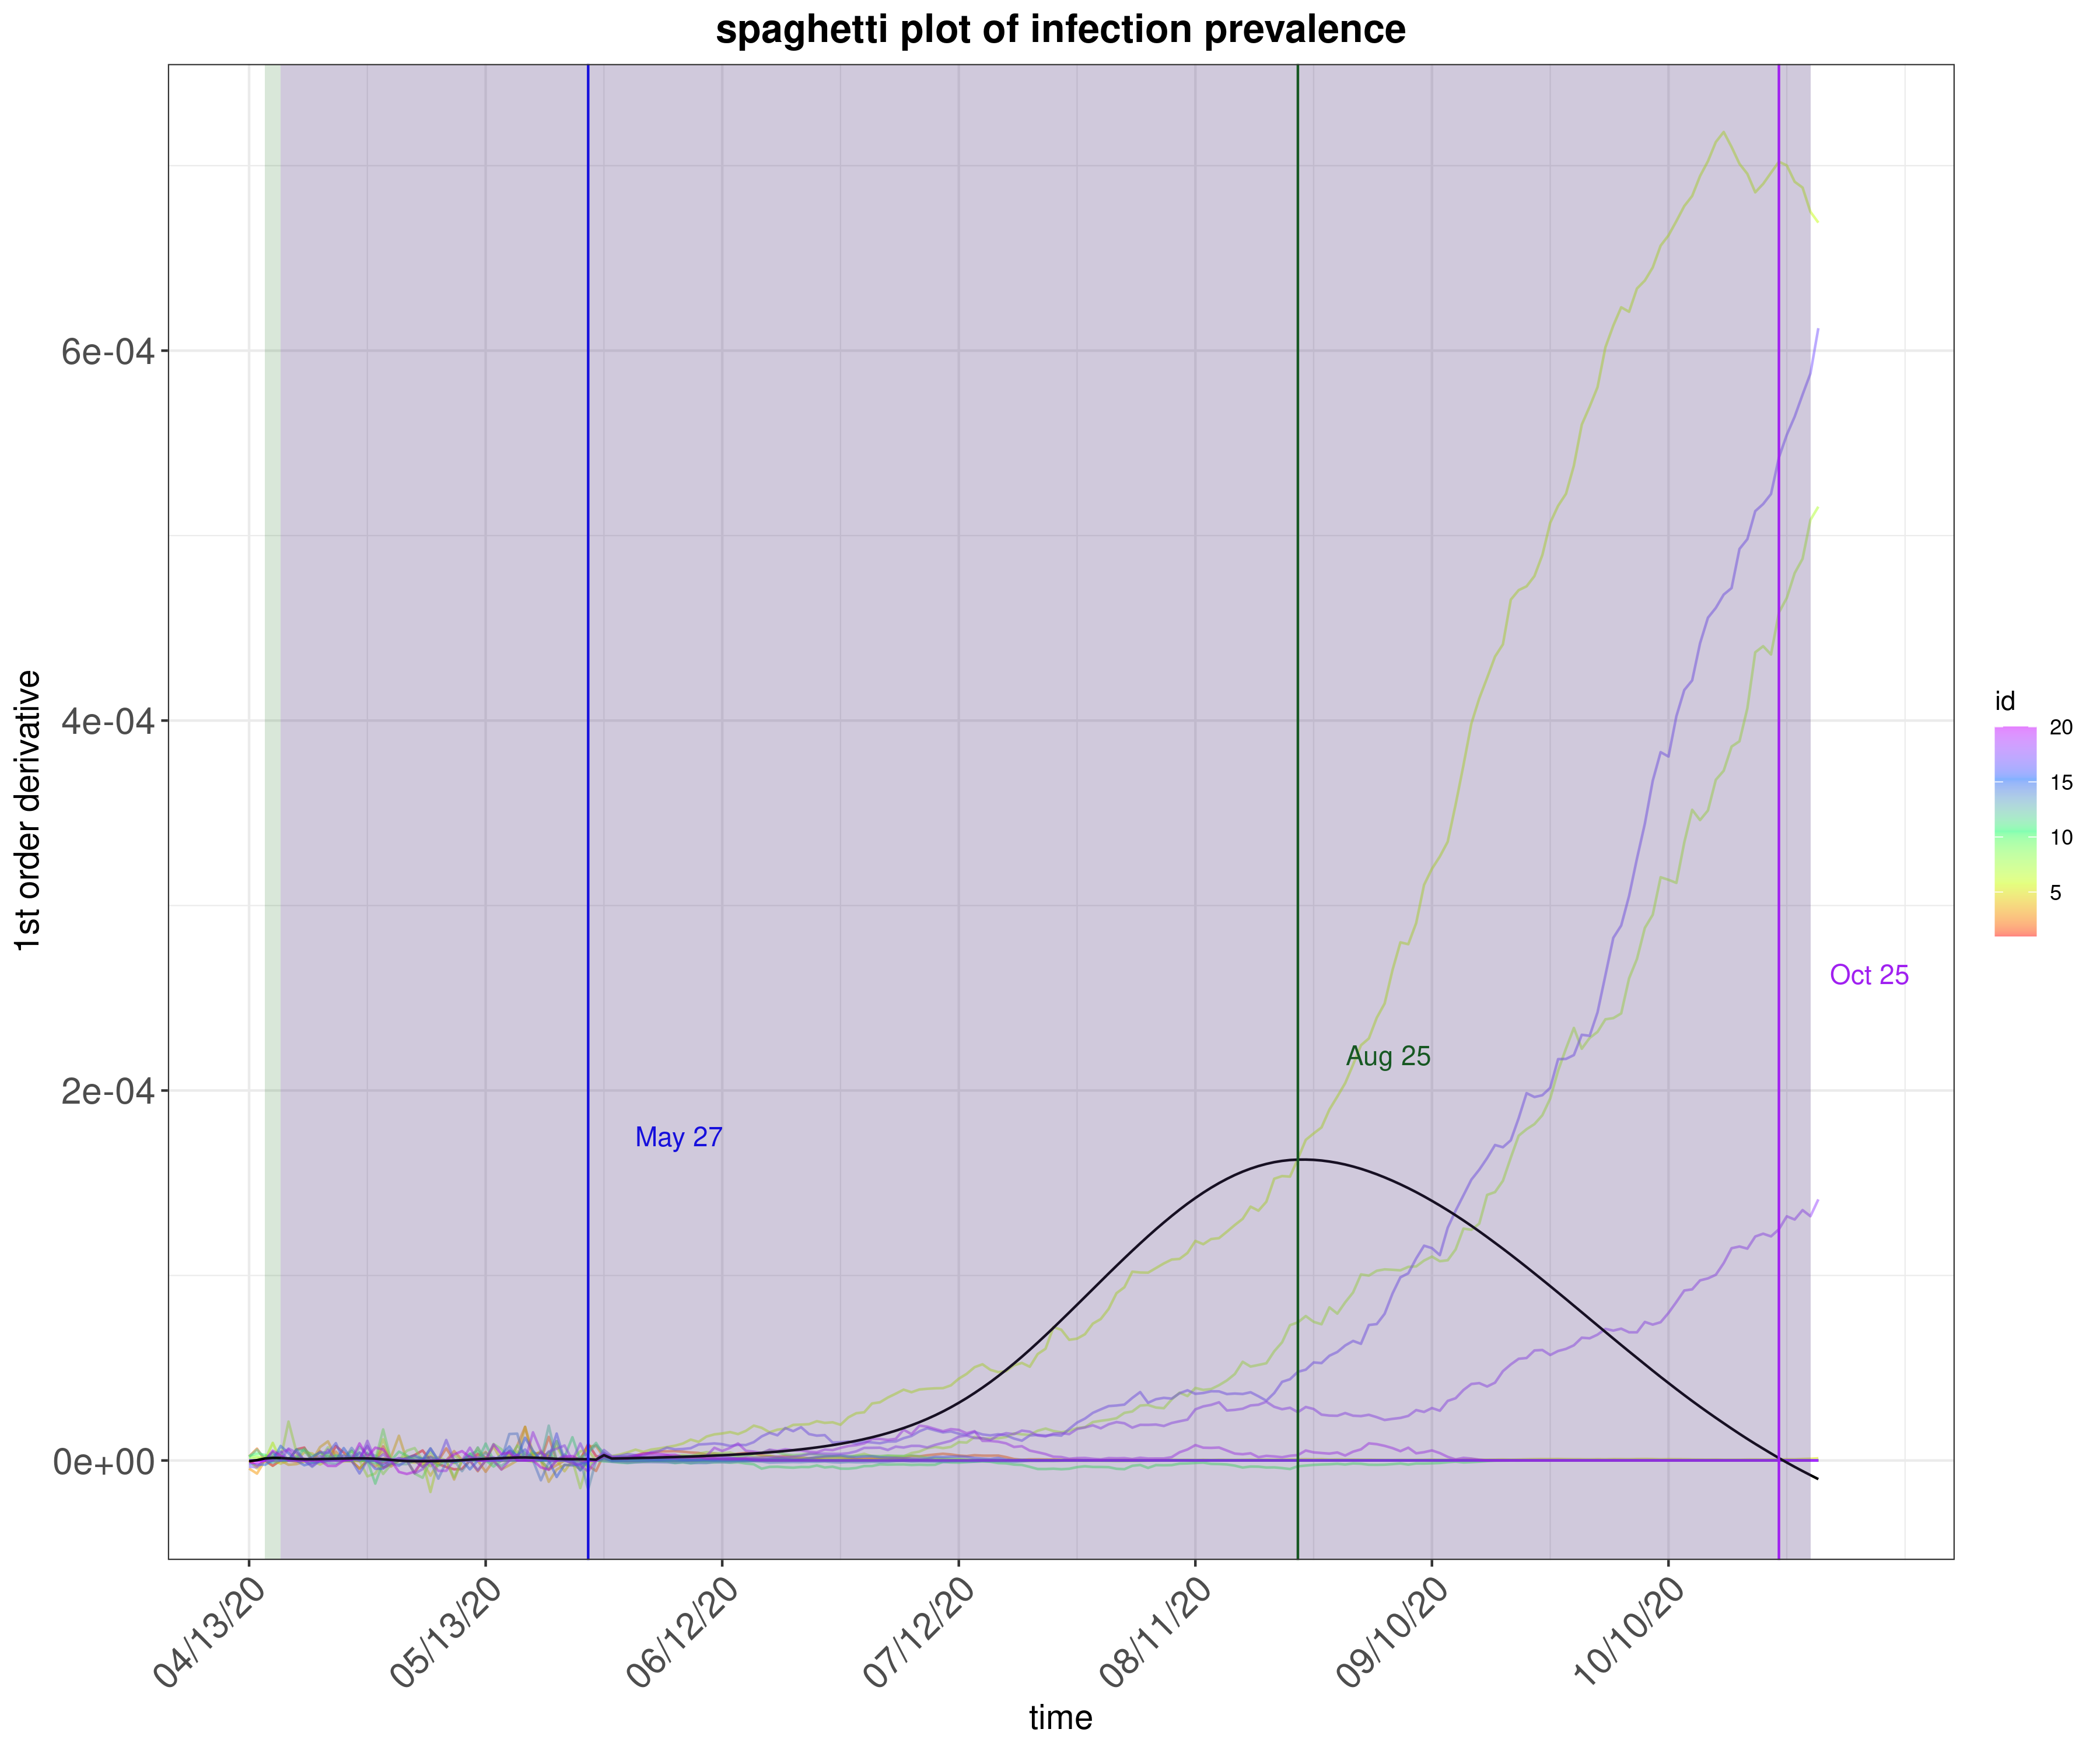 spaghetti plot of infection prevalence
1st order derivative
6e-04
4e-04
2e-04
0e+00
May 27
Aug 25
Oct 25
id
20
15
10
5
04/13/20
05/13/20
06/12/20
07/12/20
08/11/20
09/10/20
10/10/20
time